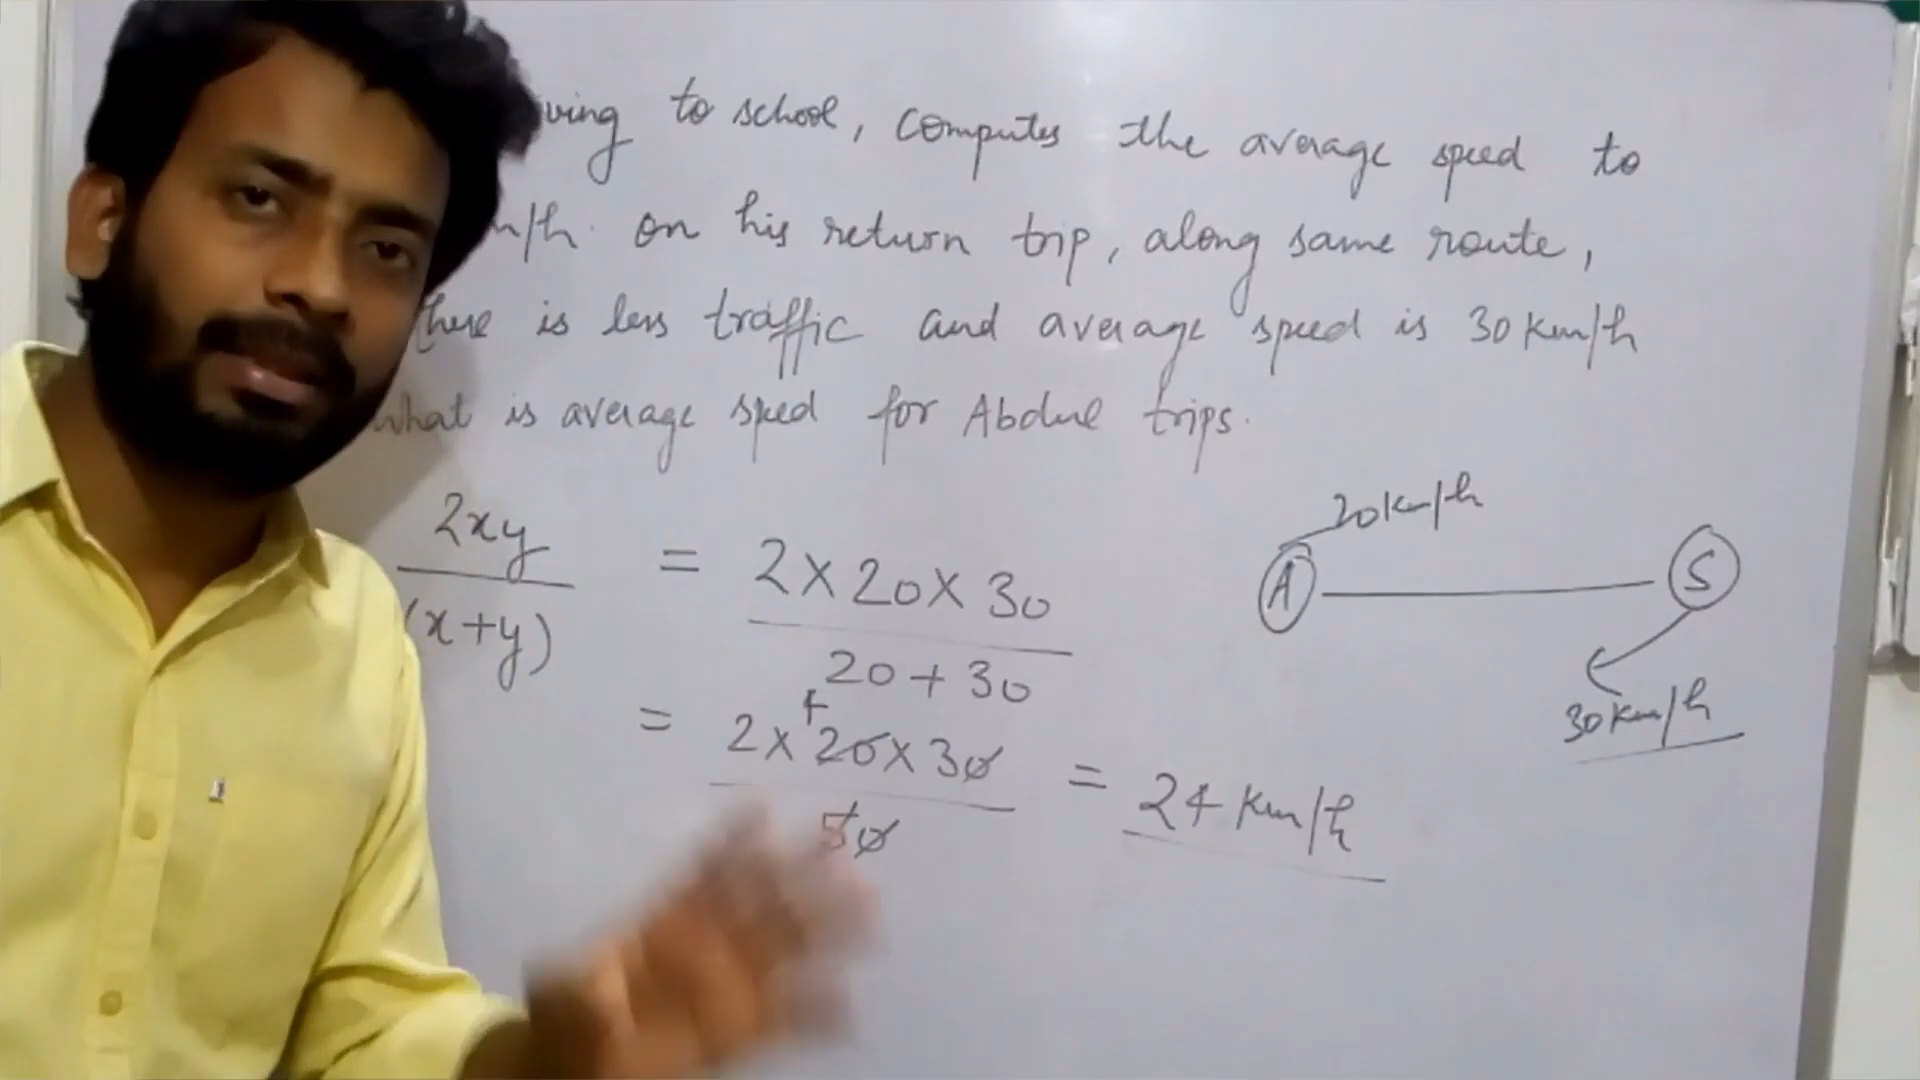 to school, computes the average speed to
on his return trip, along same route,
there is less traffic and average speed is 30 km/h
what is average speed for Abdul trips.
2xy = 2 X 20 X 30
(x+y) 20 + 30
20 km/h
A S
30 km/h
= 2 X 20 X 30 = 24 km/h
4
50